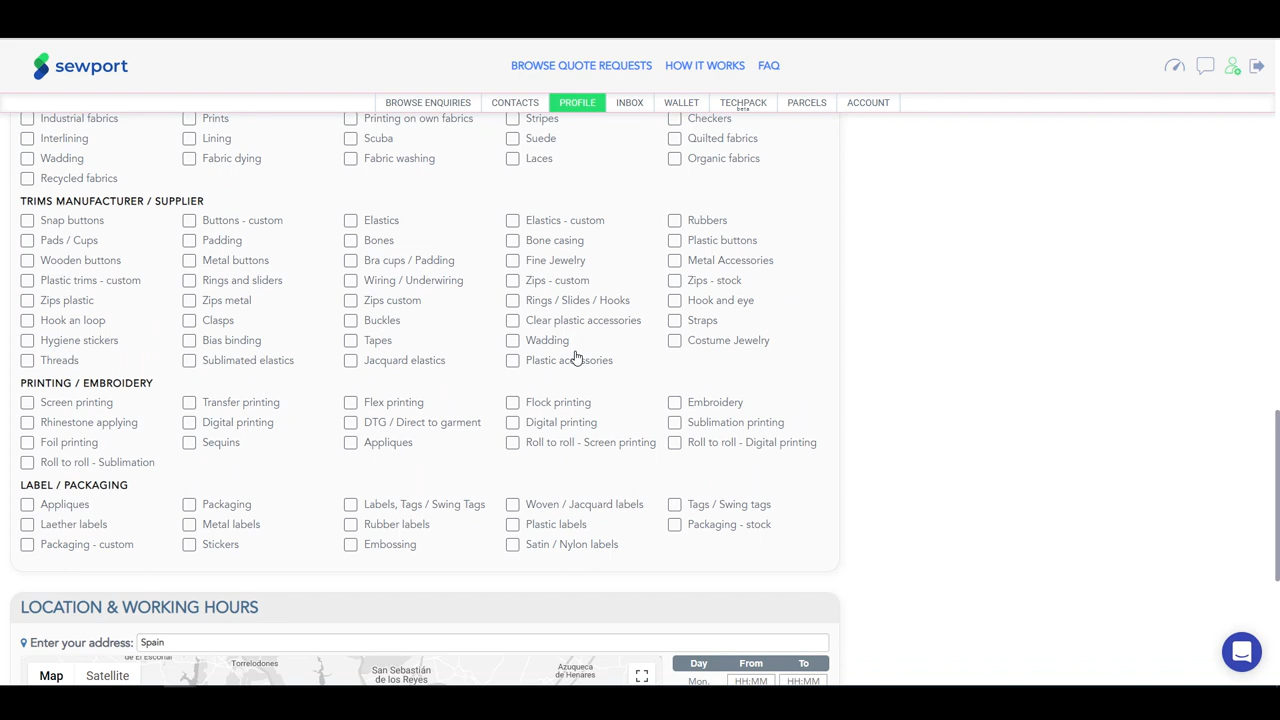 sewport
BROWSE QUOTE REQUESTS HOW IT WORKS FAQ
BROWSE ENQUIRIES CONTACTS PROFILE INBOX WALLET TECHPACK PARCELS ACCOUNT
beta
Industrial fabrics Prints Printing on own fabrics Stripes Checkers
Interlining Lining Scuba Suede Quilted fabrics
Wadding Fabric dying Fabric washing Laces Organic fabrics
Recycled fabrics
TRIMS MANUFACTURER / SUPPLIER
Snap buttons Buttons - custom Elastics Elastics - custom Rubbers
Pads / Cups Padding Bones Bone casing Plastic buttons
Wooden buttons Metal buttons Bra cups / Padding Fine Jewelry Metal Accessories
Plastic trims - custom Rings and sliders Wiring / Underwiring Zips - custom Zips - stock
Zips plastic Zips metal Zips custom Rings / Slides / Hooks Hook and eye
Hook an loop Clasps Buckles Clear plastic accessories Straps
Hygiene stickers Bias binding Tapes Wadding Costume Jewelry
Threads Sublimated elastics Jacquard elastics Plastic accessories
PRINTING / EMBROIDERY
Screen printing Transfer printing Flex printing Flock printing Embroidery
Rhinestone applying Digital printing DTG / Direct to garment Digital printing Sublimation printing
Foil printing Sequins Appliques Roll to roll - Screen printing Roll to roll - Digital printing
Roll to roll - Sublimation
LABEL / PACKAGING
Appliques Packaging Labels, Tags / Swing Tags Woven / Jacquard labels Tags / Swing tags
Laether labels Metal labels Rubber labels Plastic labels Packaging - stock
Packaging - custom Stickers Embossing Satin / Nylon labels
LOCATION & WORKING HOURS
Enter your address: Spain
de El Escorial Torrelodones San Sebastián de los Reyes Azuqueca de Henares
Map Satellite
Day From To
Mon. HH:MM HH:MM